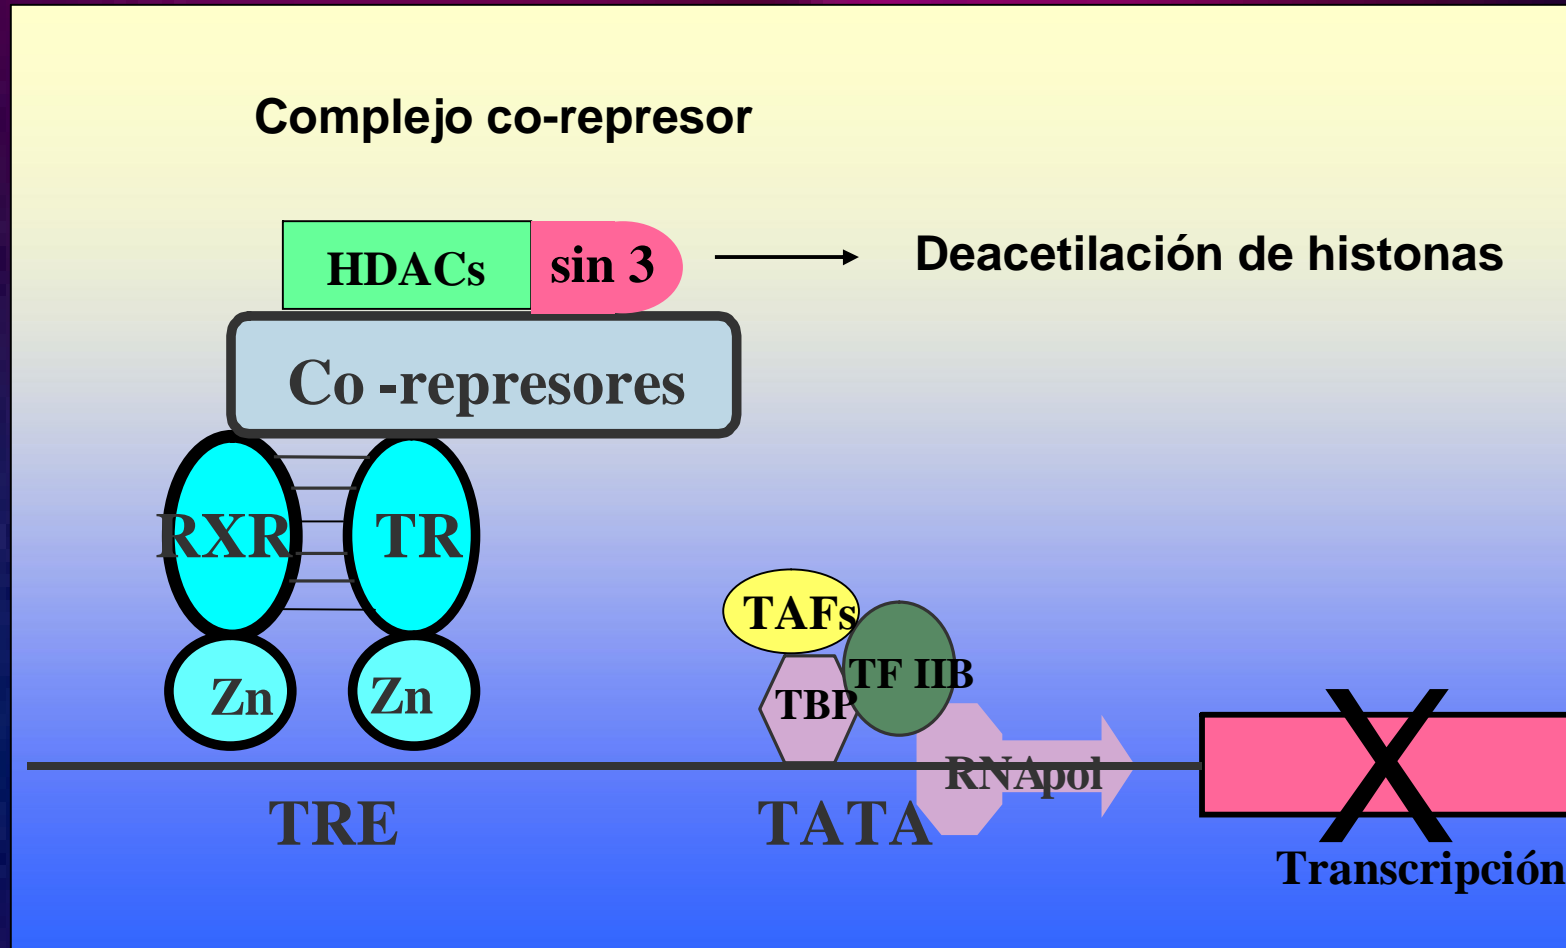 Complejo co-represor
HDACs
sin 3
Deacetilación de histonas
Co -represores
RXR
TR
TAFs
TF IIB
Zn
Zn
TBP
RNApol
TRE
TATA
X
Transcripción